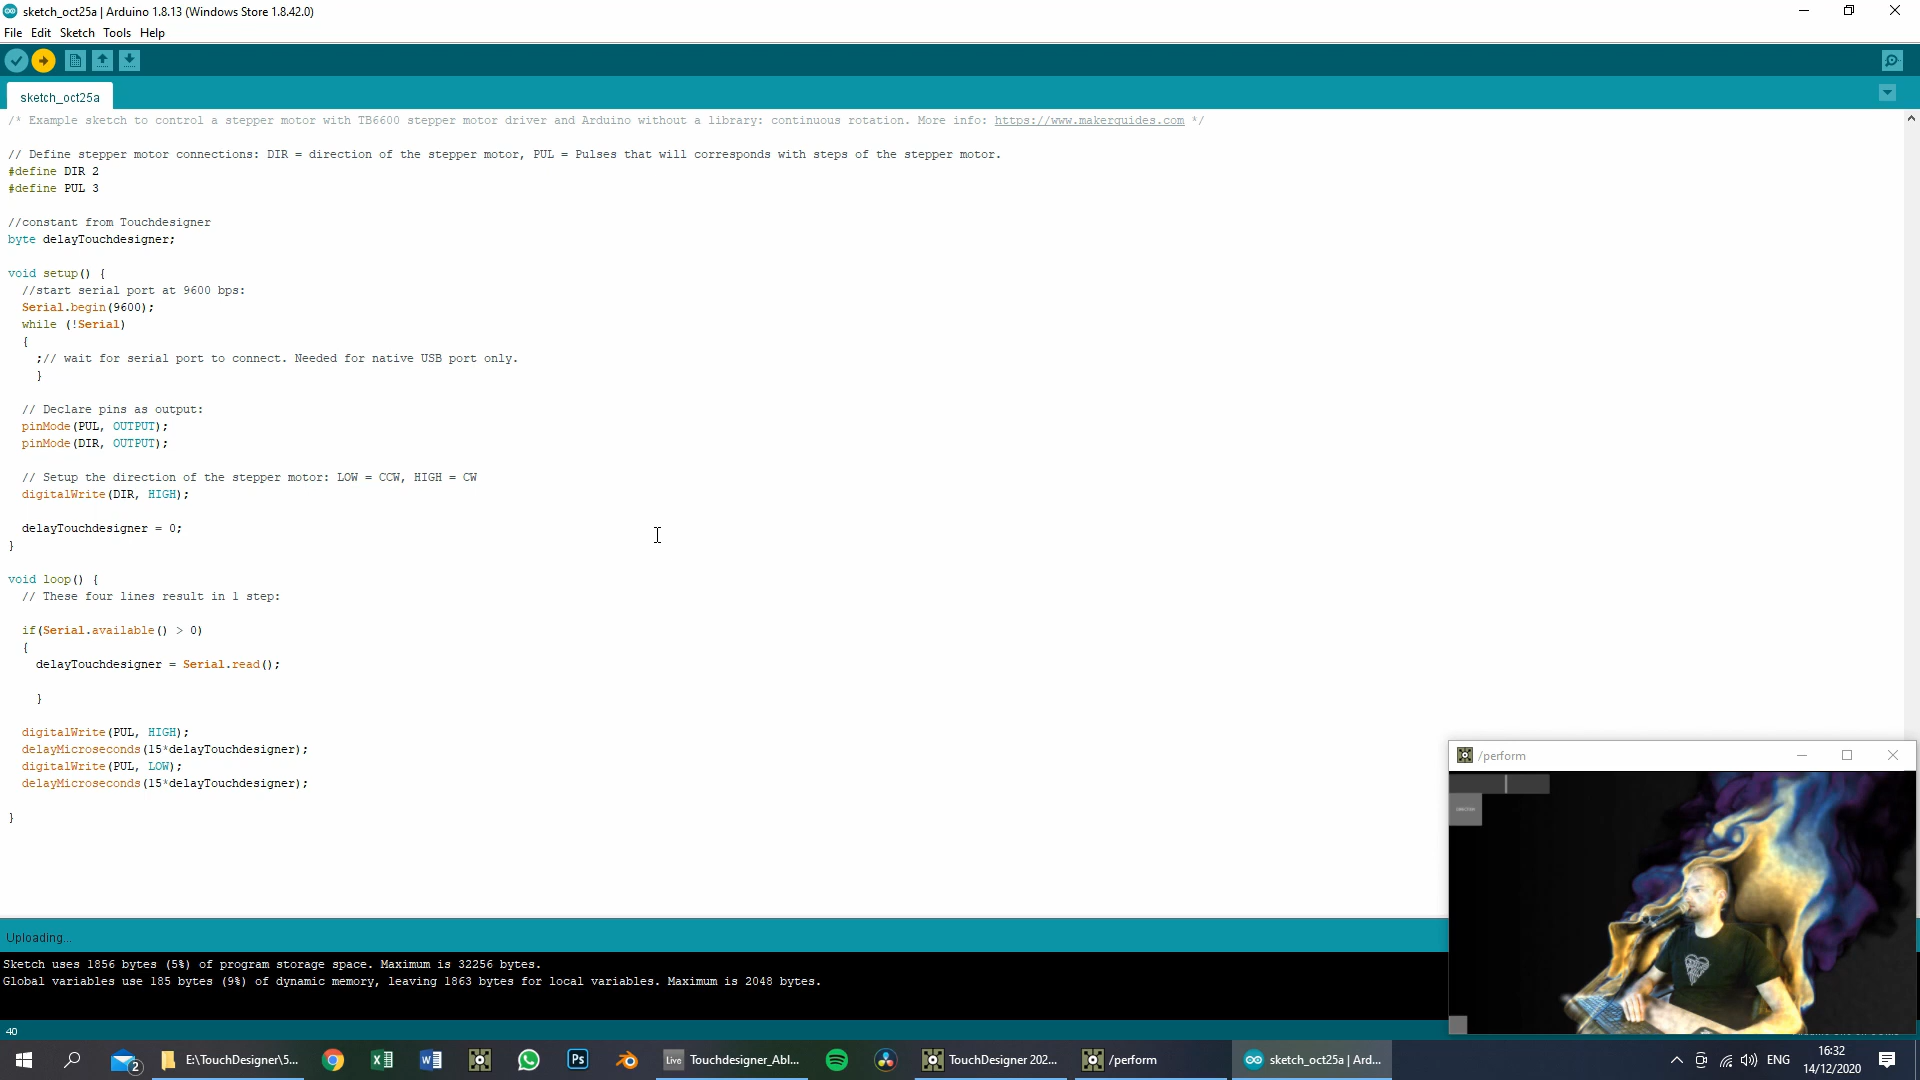 sketch_oct25a | Arduino 1.8.13 (Windows Store 1.8.42.0)
File Edit Sketch Tools Help
sketch_oct25a
/* Example sketch to control a stepper motor with TB6600 stepper motor driver and Arduino without a library: continuous rotation. More info: https://www.makerguides.com */
// Define stepper motor connections: DIR = direction of the stepper motor, PUL = Pulses that will corresponds with steps of the stepper motor.
#define DIR 2
#define PUL 3
//constant from Touchdesigner
byte delayTouchdesigner;
void setup() {
//start serial port at 9600 bps:
Serial.begin(9600);
while (!Serial)
{
;// wait for serial port to connect. Needed for native USB port only.
}
// Declare pins as output:
pinMode(PUL, OUTPUT);
pinMode(DIR, OUTPUT);
// Setup the direction of the stepper motor: LOW = CCW, HIGH = CW
digitalWrite(DIR, HIGH);
delayTouchdesigner = 0;
}
void loop() {
// These four lines result in 1 step:
if(Serial.available() > 0)
{
delayTouchdesigner = Serial.read();
}
digitalWrite(PUL, HIGH);
delayMicroseconds(15*delayTouchdesigner);
digitalWrite(PUL, LOW);
delayMicroseconds(15*delayTouchdesigner);
}
/perform
Uploading...
Sketch uses 1856 bytes (5%) of program storage space. Maximum is 32256 bytes.
Global variables use 185 bytes (9%) of dynamic memory, leaving 1863 bytes for local variables. Maximum is 2048 bytes.
40
2
E:\TouchDesigner\5...
Live
Touchdesigner_Abl...
TouchDesigner 202...
/perform
sketch_oct25a | Ard...
ENG
16:32
14/12/2020